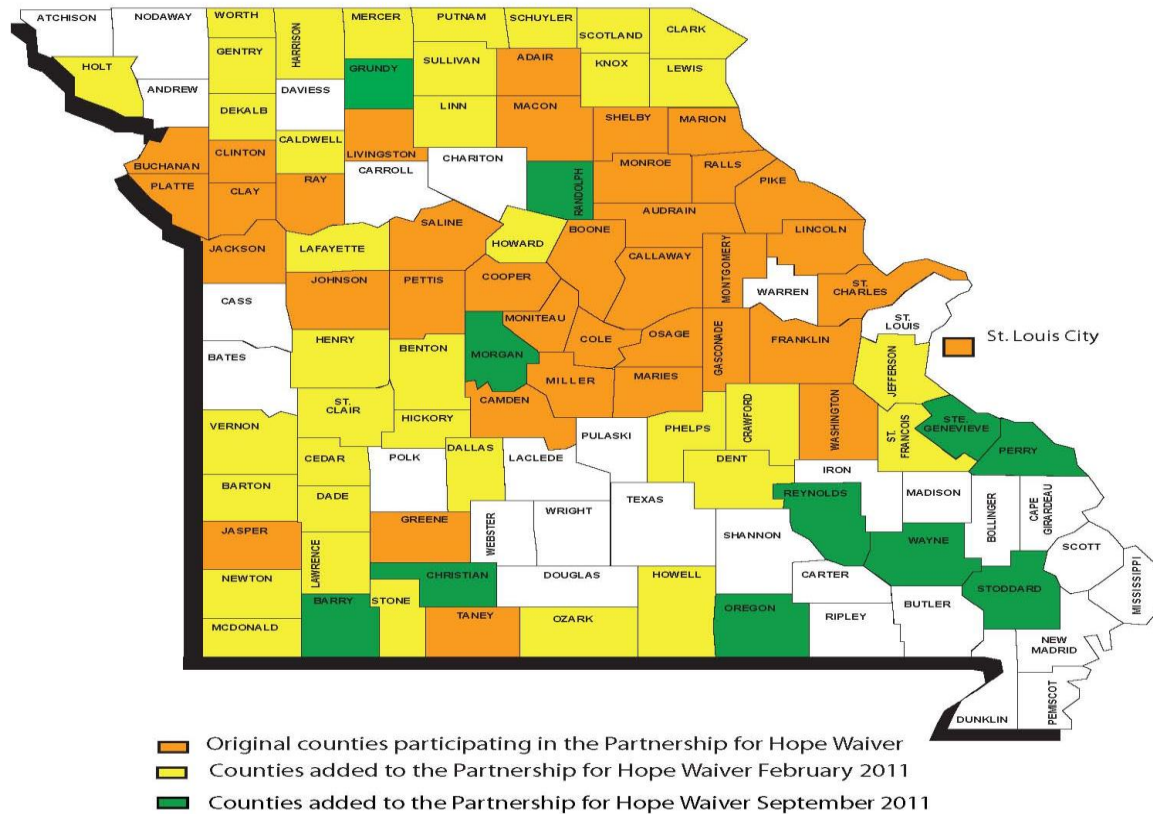 ATCHISON
NODAWAY
WORTH
HARRISON
MERCER
PUTNAM
SCHUYLER
SCOTLAND
CLARK
HOLT
GENTRY
GRUNDY
SULLIVAN
ADAIR
KNOX
LEWIS
ANDREW
DAVIESS
DEKALB
LINN
MACON
SHELBY
MARION
BUCHANAN
CLINTON
CALDWELL
LIVINGSTON
CHARITON
CARROLL
MONROE
RALLS
PIKE
PLATTE
CLAY
RAY
RANDOLPH
AUDRAIN
SALINE
HOWARD
BOONE
LINCOLN
JACKSON
LAFAYETTE
CALLAWAY
MONTGOMERY
JOHNSON
PETTIS
COOPER
WARREN
ST.
CHARLES
CASS
MONITEAU
ST.
LOUIS
HENRY
BENTON
MORGAN
COLE
OSAGE
GASCONADE
FRANKLIN
St. Louis City
BATES
MILLER
MARIES
JEFFERSON
ST.
CLAIR
CAMDEN
VERNON
HICKORY
PULASKI
PHELPS
CRAWFORD
WASHINGTON
ST.
FRANCOIS
STE.
GENEVIEVE
CEDAR
POLK
DALLAS
LACLEDE
DENT
IRON
PERRY
BARTON
DADE
TEXAS
REYNOLDS
MADISON
BOLLINGER
CAPE
GIRARDEAU
JASPER
GREENE
WEBSTER
WRIGHT
SHANNON
WAYNE
SCOTT
NEWTON
LAWRENCE
CHRISTIAN
DOUGLAS
HOWELL
CARTER
STODDARD
MISSISSIPPI
BARRY
STONE
OREGON
BUTLER
MCDONALD
TANEY
OZARK
RIPLEY
NEW
MADRID
DUNKLIN
PEMISCOT
Original counties participating in the Partnership for Hope Waiver
Counties added to the Partnership for Hope Waiver February 2011
Counties added to the Partnership for Hope Waiver September 2011